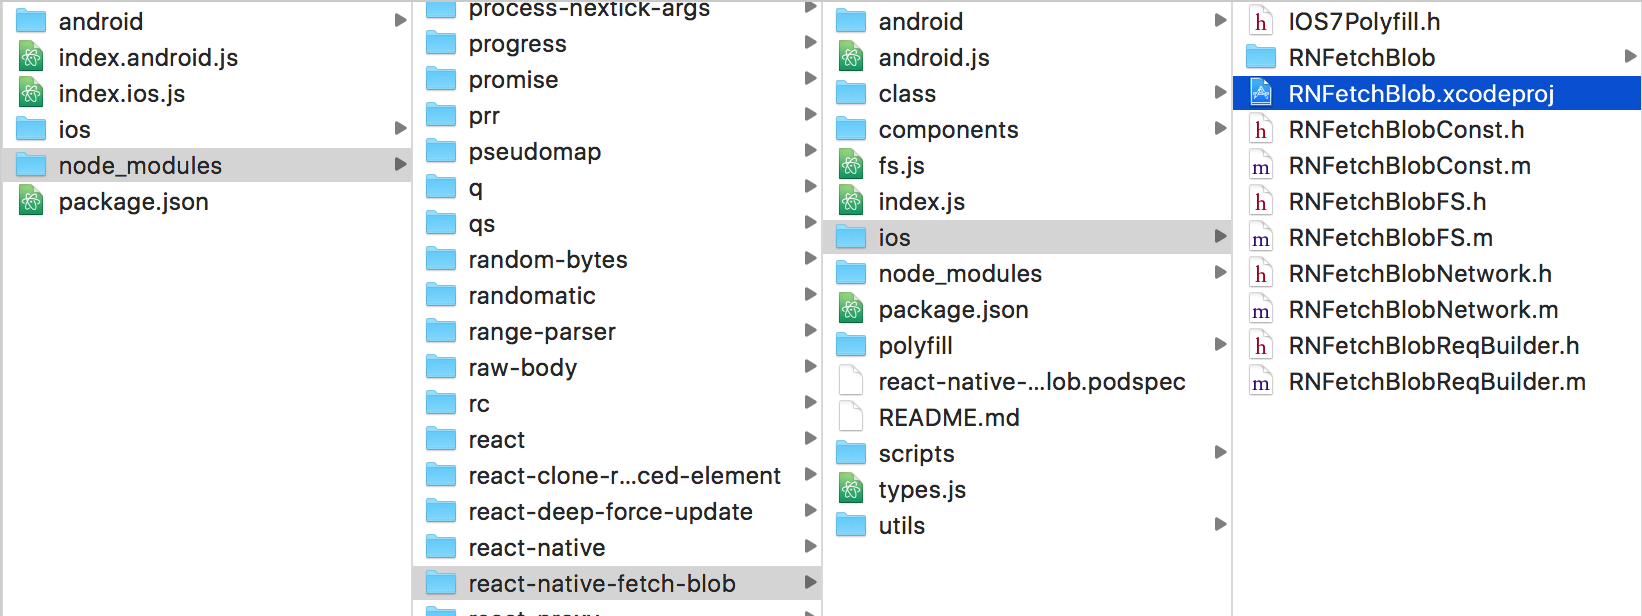 android
index.android.js
index.ios.js
ios
node_modules
package.json
process-nextick-args
progress
promise
prr
pseudomap
q
qs
random-bytes
randomatic
range-parser
raw-body
rc
react
react-clone-r...ced-element
react-deep-force-update
react-native
react-native-fetch-blob
react-proxy
android
android.js
class
components
fs.js
index.js
ios
node_modules
package.json
polyfill
react-native-...lob.podspec
README.md
scripts
types.js
utils
h IOS7Polyfill.h
RNFetchBlob
RNFetchBlob.xcodeproj
h RNFetchBlobConst.h
m RNFetchBlobConst.m
h RNFetchBlobFS.h
m RNFetchBlobFS.m
h RNFetchBlobNetwork.h
m RNFetchBlobNetwork.m
h RNFetchBlobReqBuilder.h
m RNFetchBlobReqBuilder.m